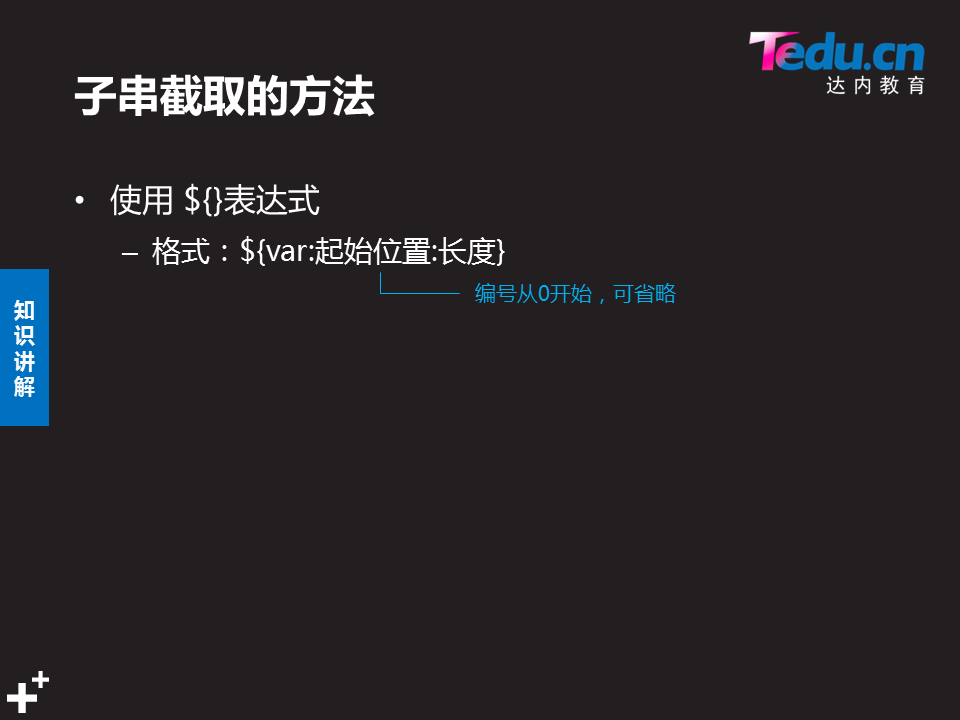 Tedu.cn
达内教育
子串截取的方法
• 使用 ${}表达式
– 格式：${var:起始位置:长度}
编号从0开始，可省略
知识讲解